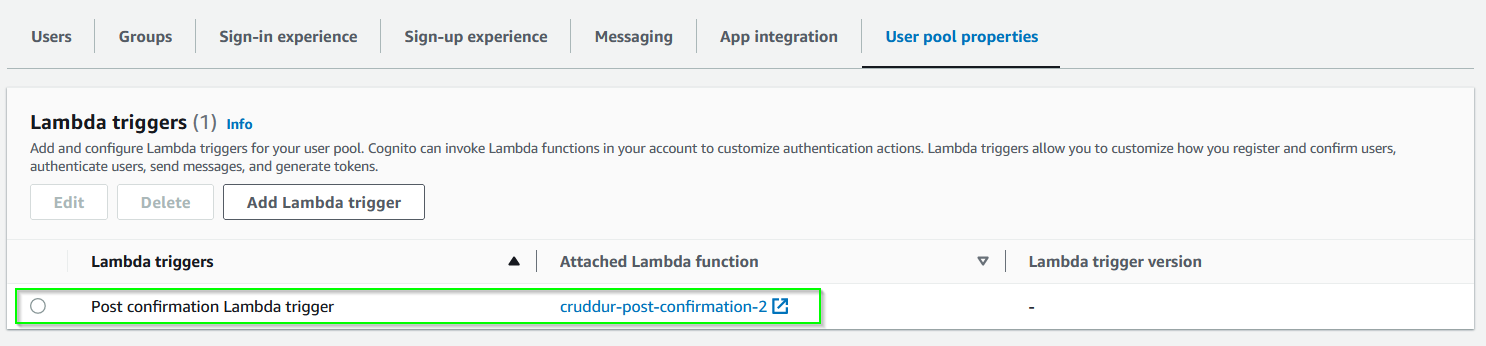 Users Groups Sign-in experience Sign-up experience Messaging App integration User pool properties
Lambda triggers (1) Info
Add and configure Lambda triggers for your user pool. Cognito can invoke Lambda functions in your account to customize authentication actions. Lambda triggers allow you to customize how you register and confirm users,
authenticate users, send messages, and generate tokens.
Edit Delete Add Lambda trigger
Lambda triggers Attached Lambda function Lambda trigger version
Post confirmation Lambda trigger cruddur-post-confirmation-2 -